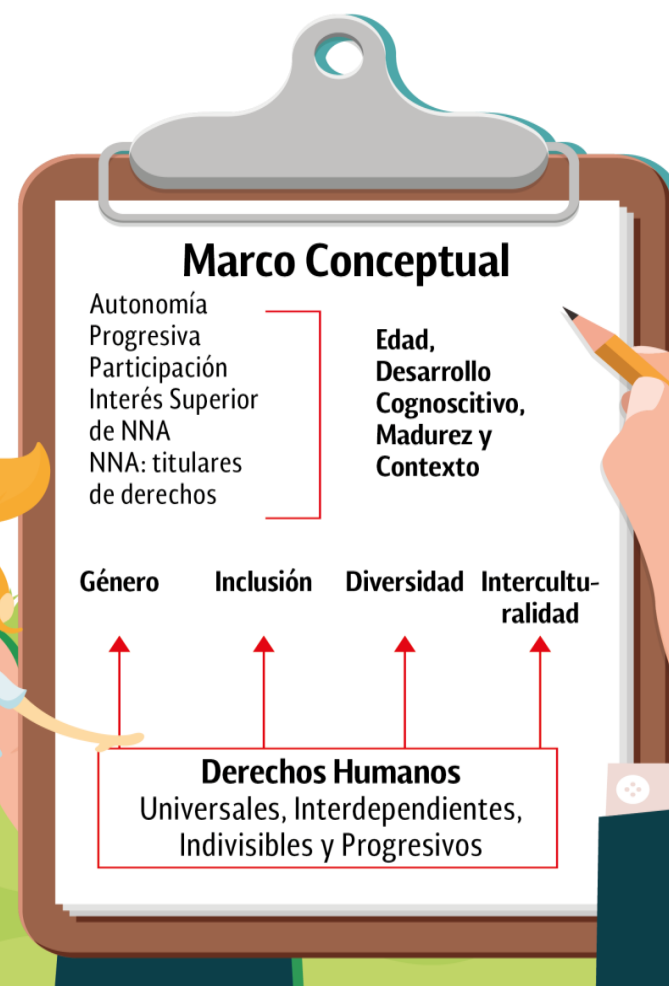 Marco Conceptual
Autonomía
Progresiva
Participación
Interés Superior
de NNA
NNA: titulares
de derechos
Edad,
Desarrollo
Cognoscitivo,
Madurez y
Contexto
Género
Inclusión
Diversidad
Intercultu-
ralidad
Derechos Humanos
Universales, Interdependientes,
Indivisibles y Progresivos